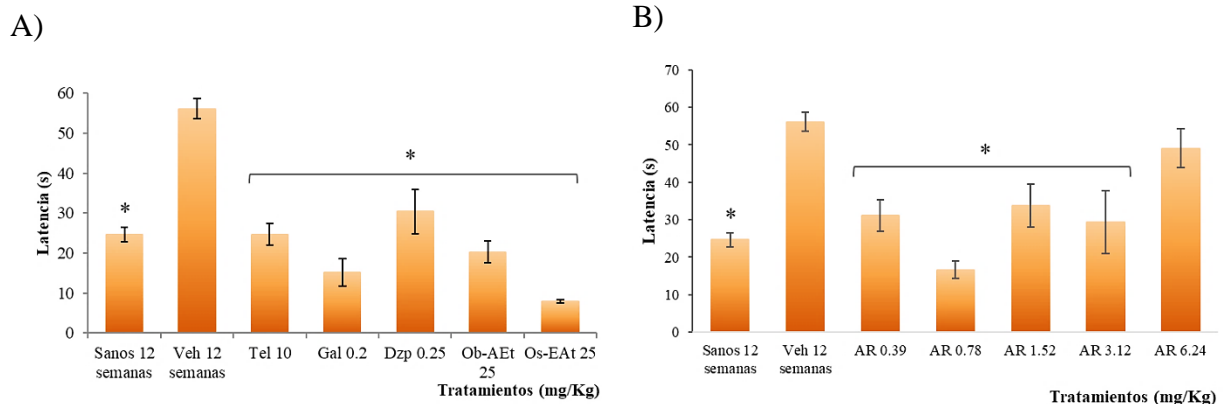 A)
60
50
40
30
20
10
0
Latencia (s)
*
*
Sanos 12
semanas
Veh 12
semanas
Tel 10
Gal 0.2
Dzp 0.25
Ob-AEt
25
Os-EAt 25
Tratamientos (mg/Kg)
B)
70
60
50
40
30
20
10
0
Latencia (s)
*
*
Sanos 12
semanas
Veh 12
semanas
AR 0.39
AR 0.78
AR 1.52
AR 3.12
AR 6.24
Tratamientos (mg/Kg)